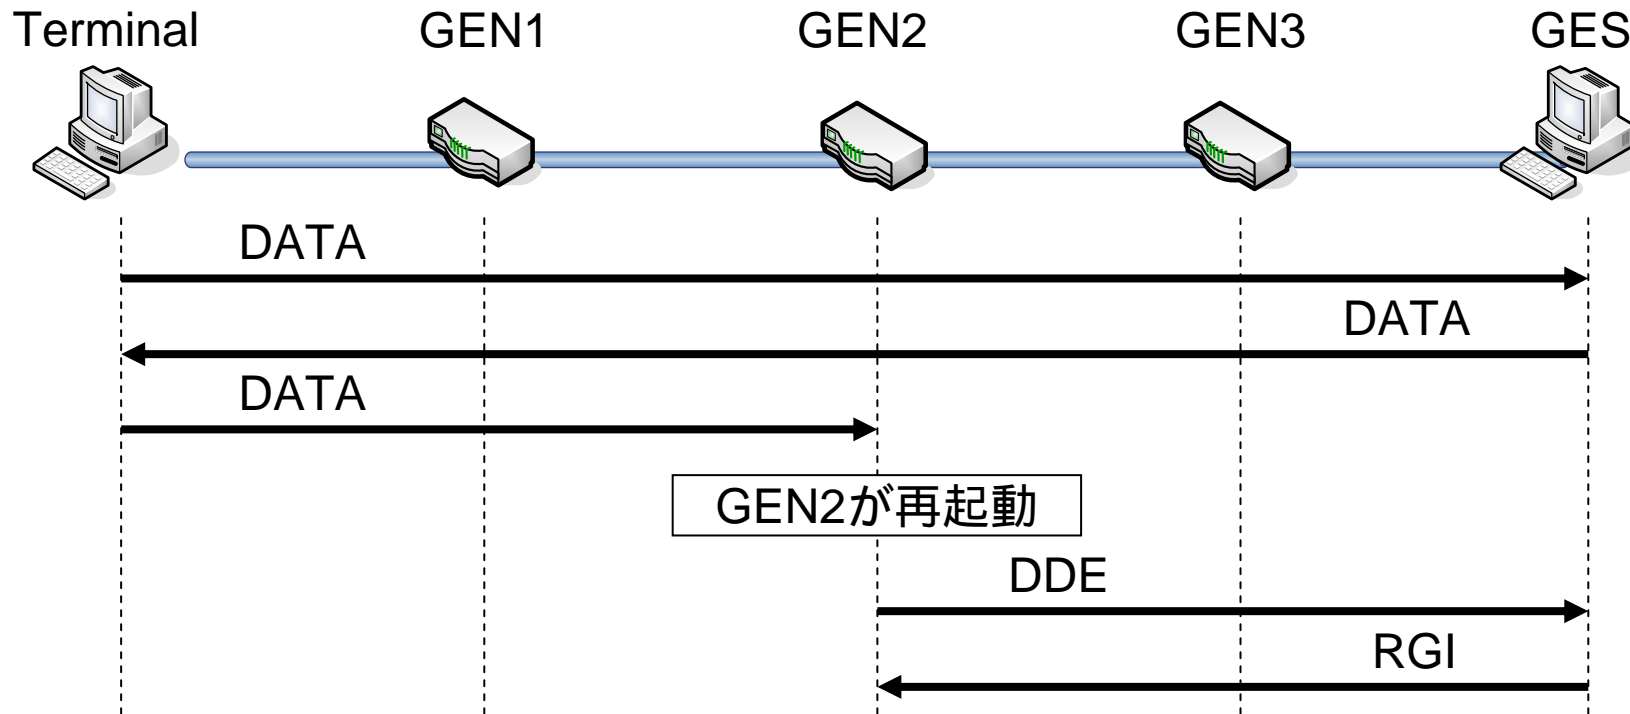 Terminal
GEN1
GEN2
GEN3
GES
DATA
DATA
DATA
GEN2が再起動
DDE
RGI